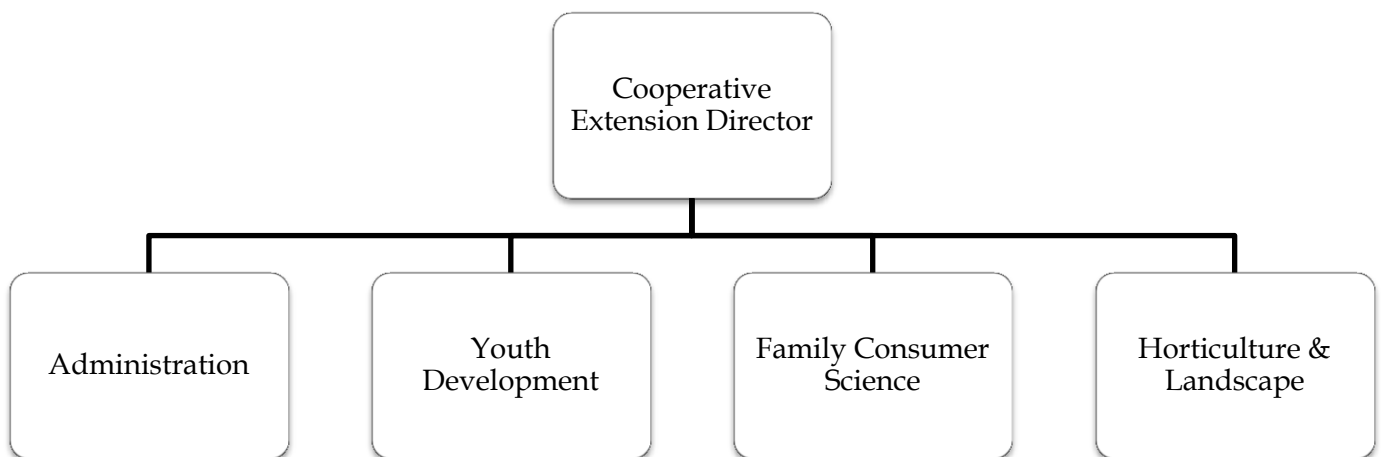 Cooperative
Extension Director
Administration
Youth
Development
Family Consumer
Science
Horticulture &
Landscape